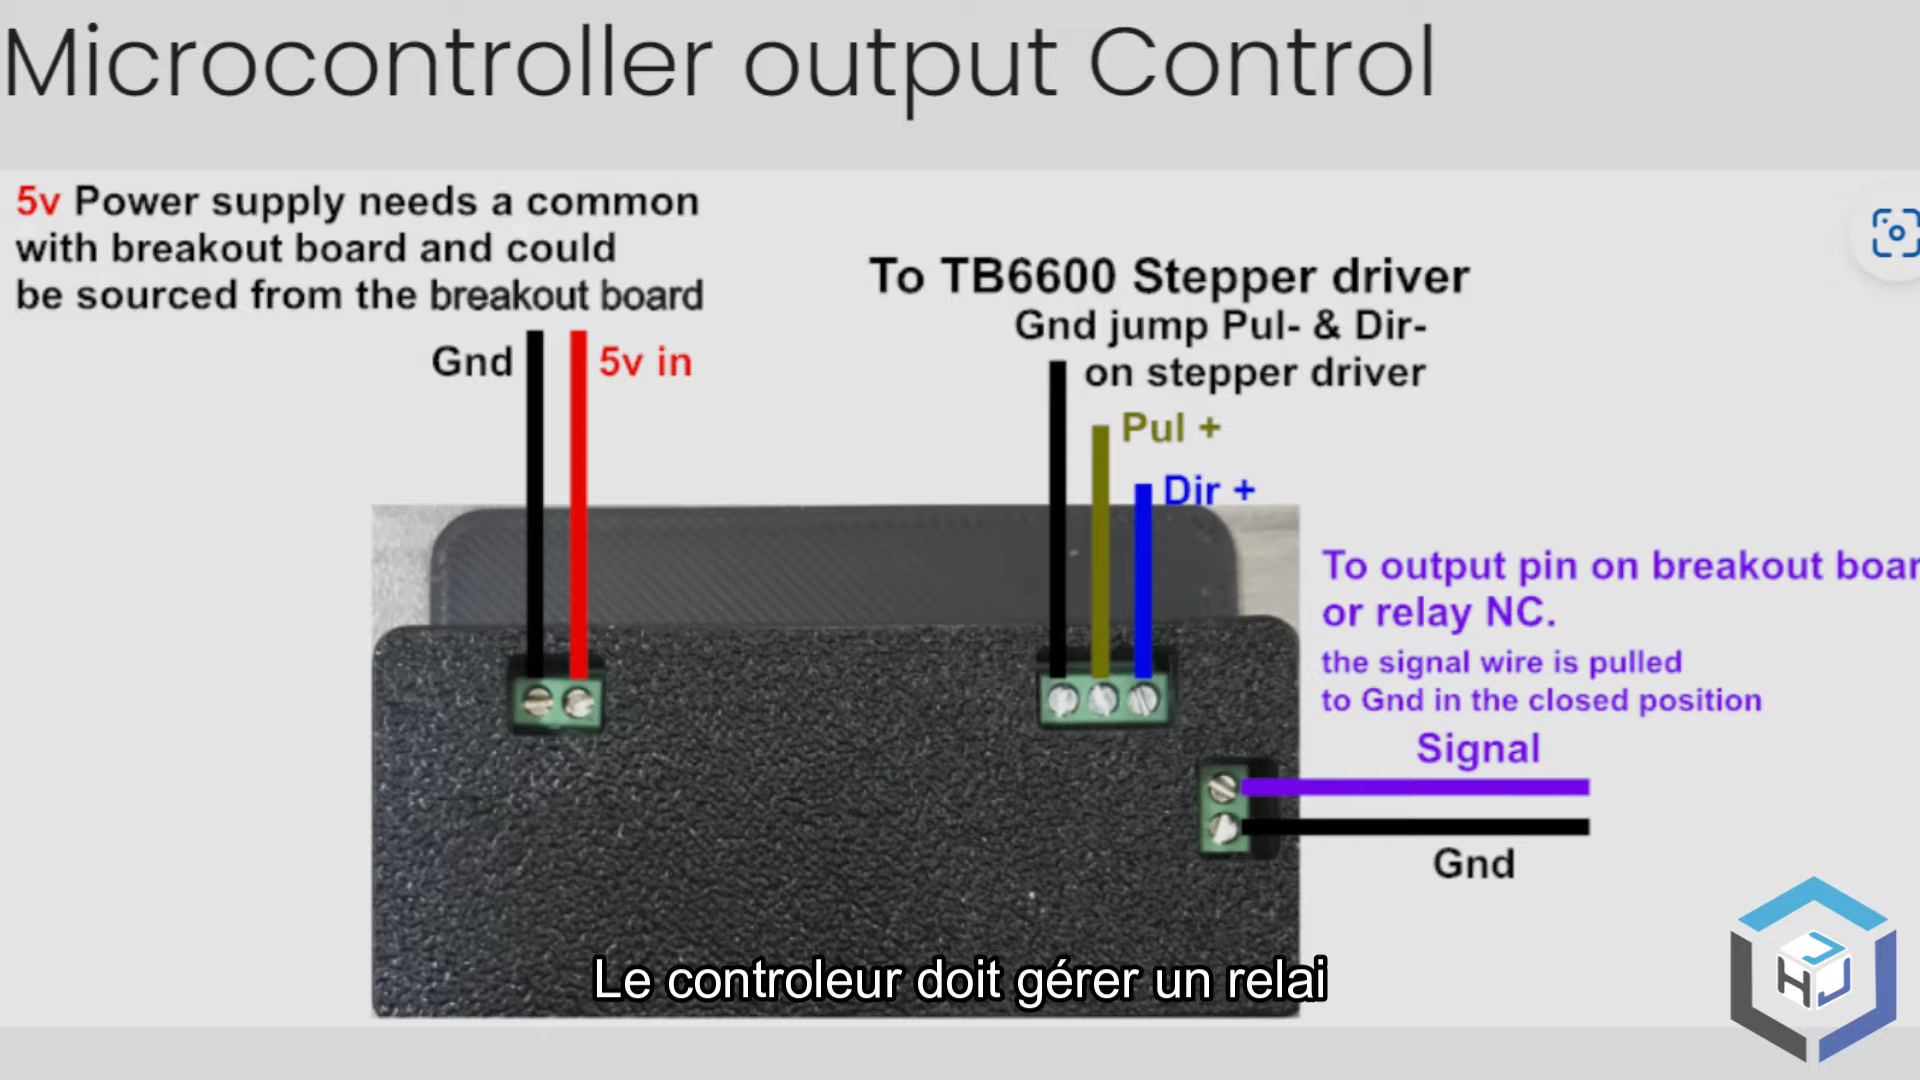 Microcontroller output Control
5v Power supply needs a common
with breakout board and could
be sourced from the breakout board
Gnd
5v in
To TB6600 Stepper driver
Gnd jump Pul- & Dir-
on stepper driver
Pul +
Dir +
To output pin on breakout boar
or relay NC.
the signal wire is pulled
to Gnd in the closed position
Signal
Gnd
Le controleur doit gérer un relai
HJJ